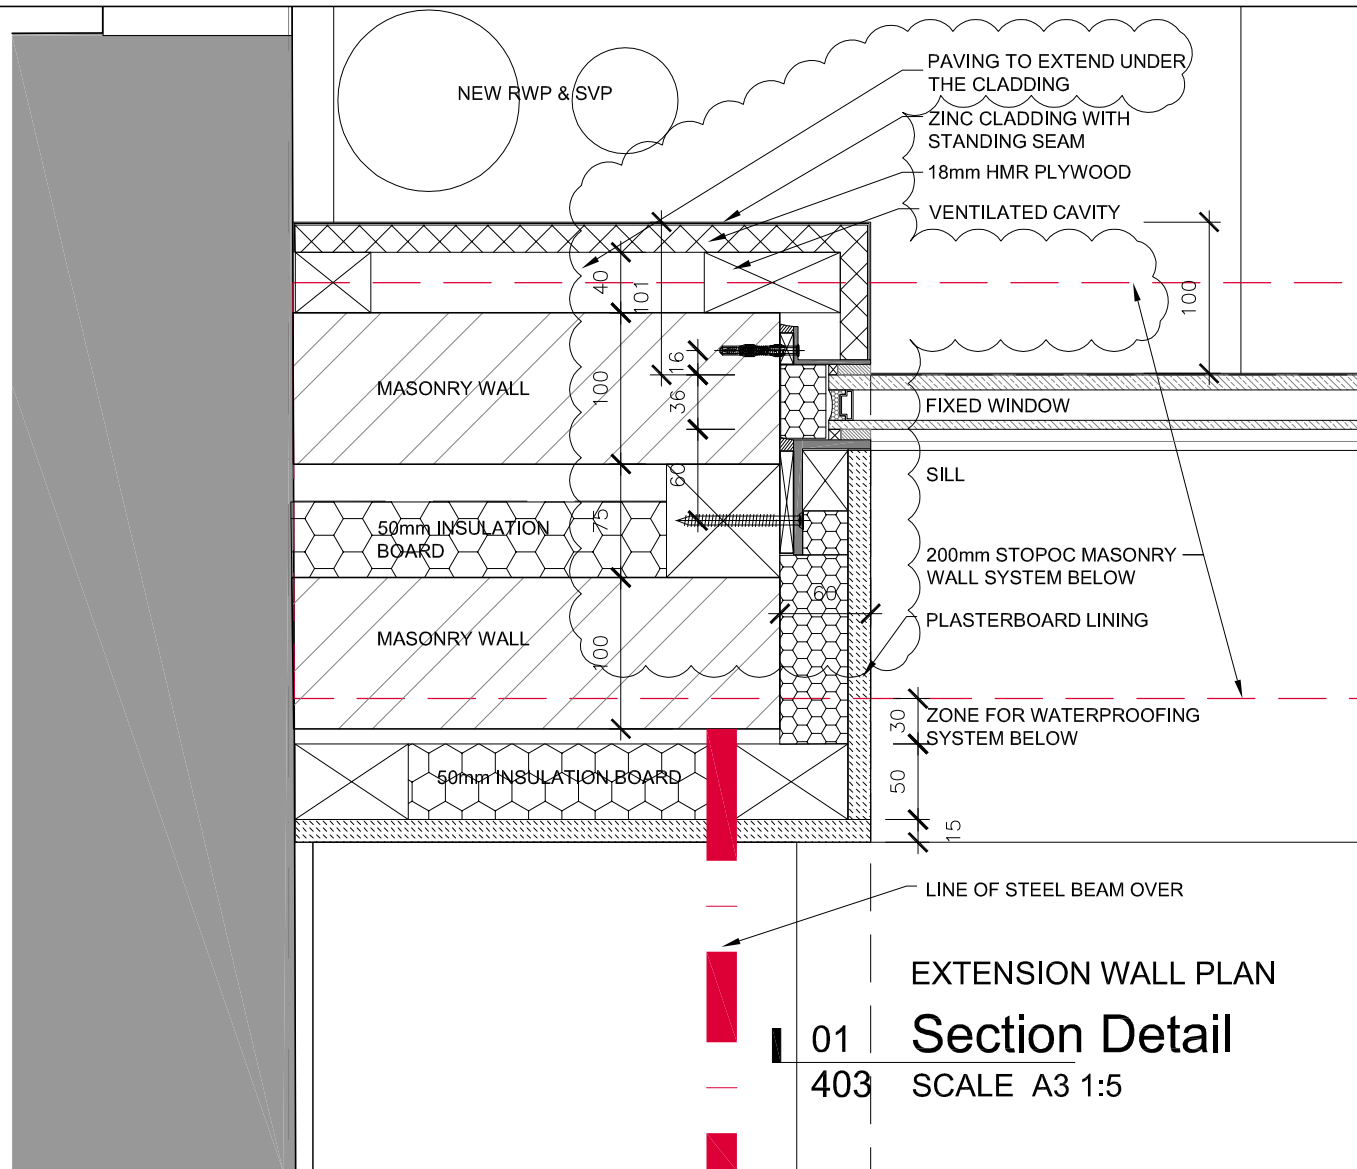 NEW RWP & SVP
PAVING TO EXTEND UNDER
THE CLADDING
ZINC CLADDING WITH
STANDING SEAM
18mm HMR PLYWOOD
VENTILATED CAVITY
40
101
100
16
MASONRY WALL
100
36
FIXED WINDOW
60
SILL
50mm INSULATION
BOARD
75
200mm STOPOC MASONRY
WALL SYSTEM BELOW
60
PLASTERBOARD LINING
MASONRY WALL
100
30
ZONE FOR WATERPROOFING
SYSTEM BELOW
50mm INSULATION BOARD
50
15
LINE OF STEEL BEAM OVER
EXTENSION WALL PLAN
01
Section Detail
403
SCALE A3 1:5